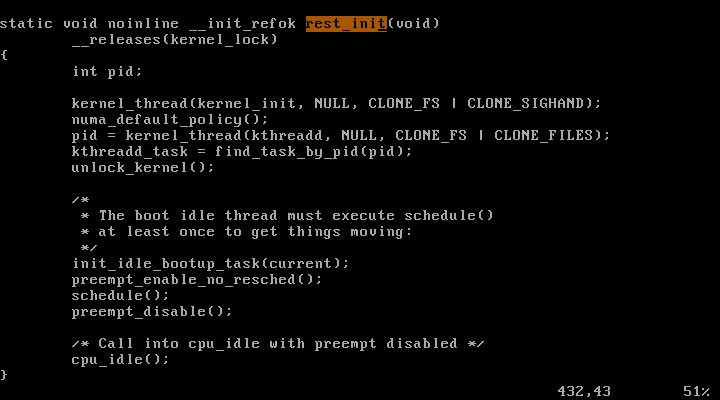 static void noinline __init_refok rest_init(void)
        __releases(kernel_lock)
{
        int pid;

        kernel_thread(kernel_init, NULL, CLONE_FS | CLONE_SIGHAND);
        numa_default_policy();
        pid = kernel_thread(kthreadd, NULL, CLONE_FS | CLONE_FILES);
        kthreadd_task = find_task_by_pid(pid);
        unlock_kernel();

        /*
         * The boot idle thread must execute schedule()
         * at least once to get things moving:
         */
        init_idle_bootup_task(current);
        preempt_enable_no_resched();
        schedule();
        preempt_disable();

        /* Call into cpu_idle with preempt disabled */
        cpu_idle();
}
432,43        51%